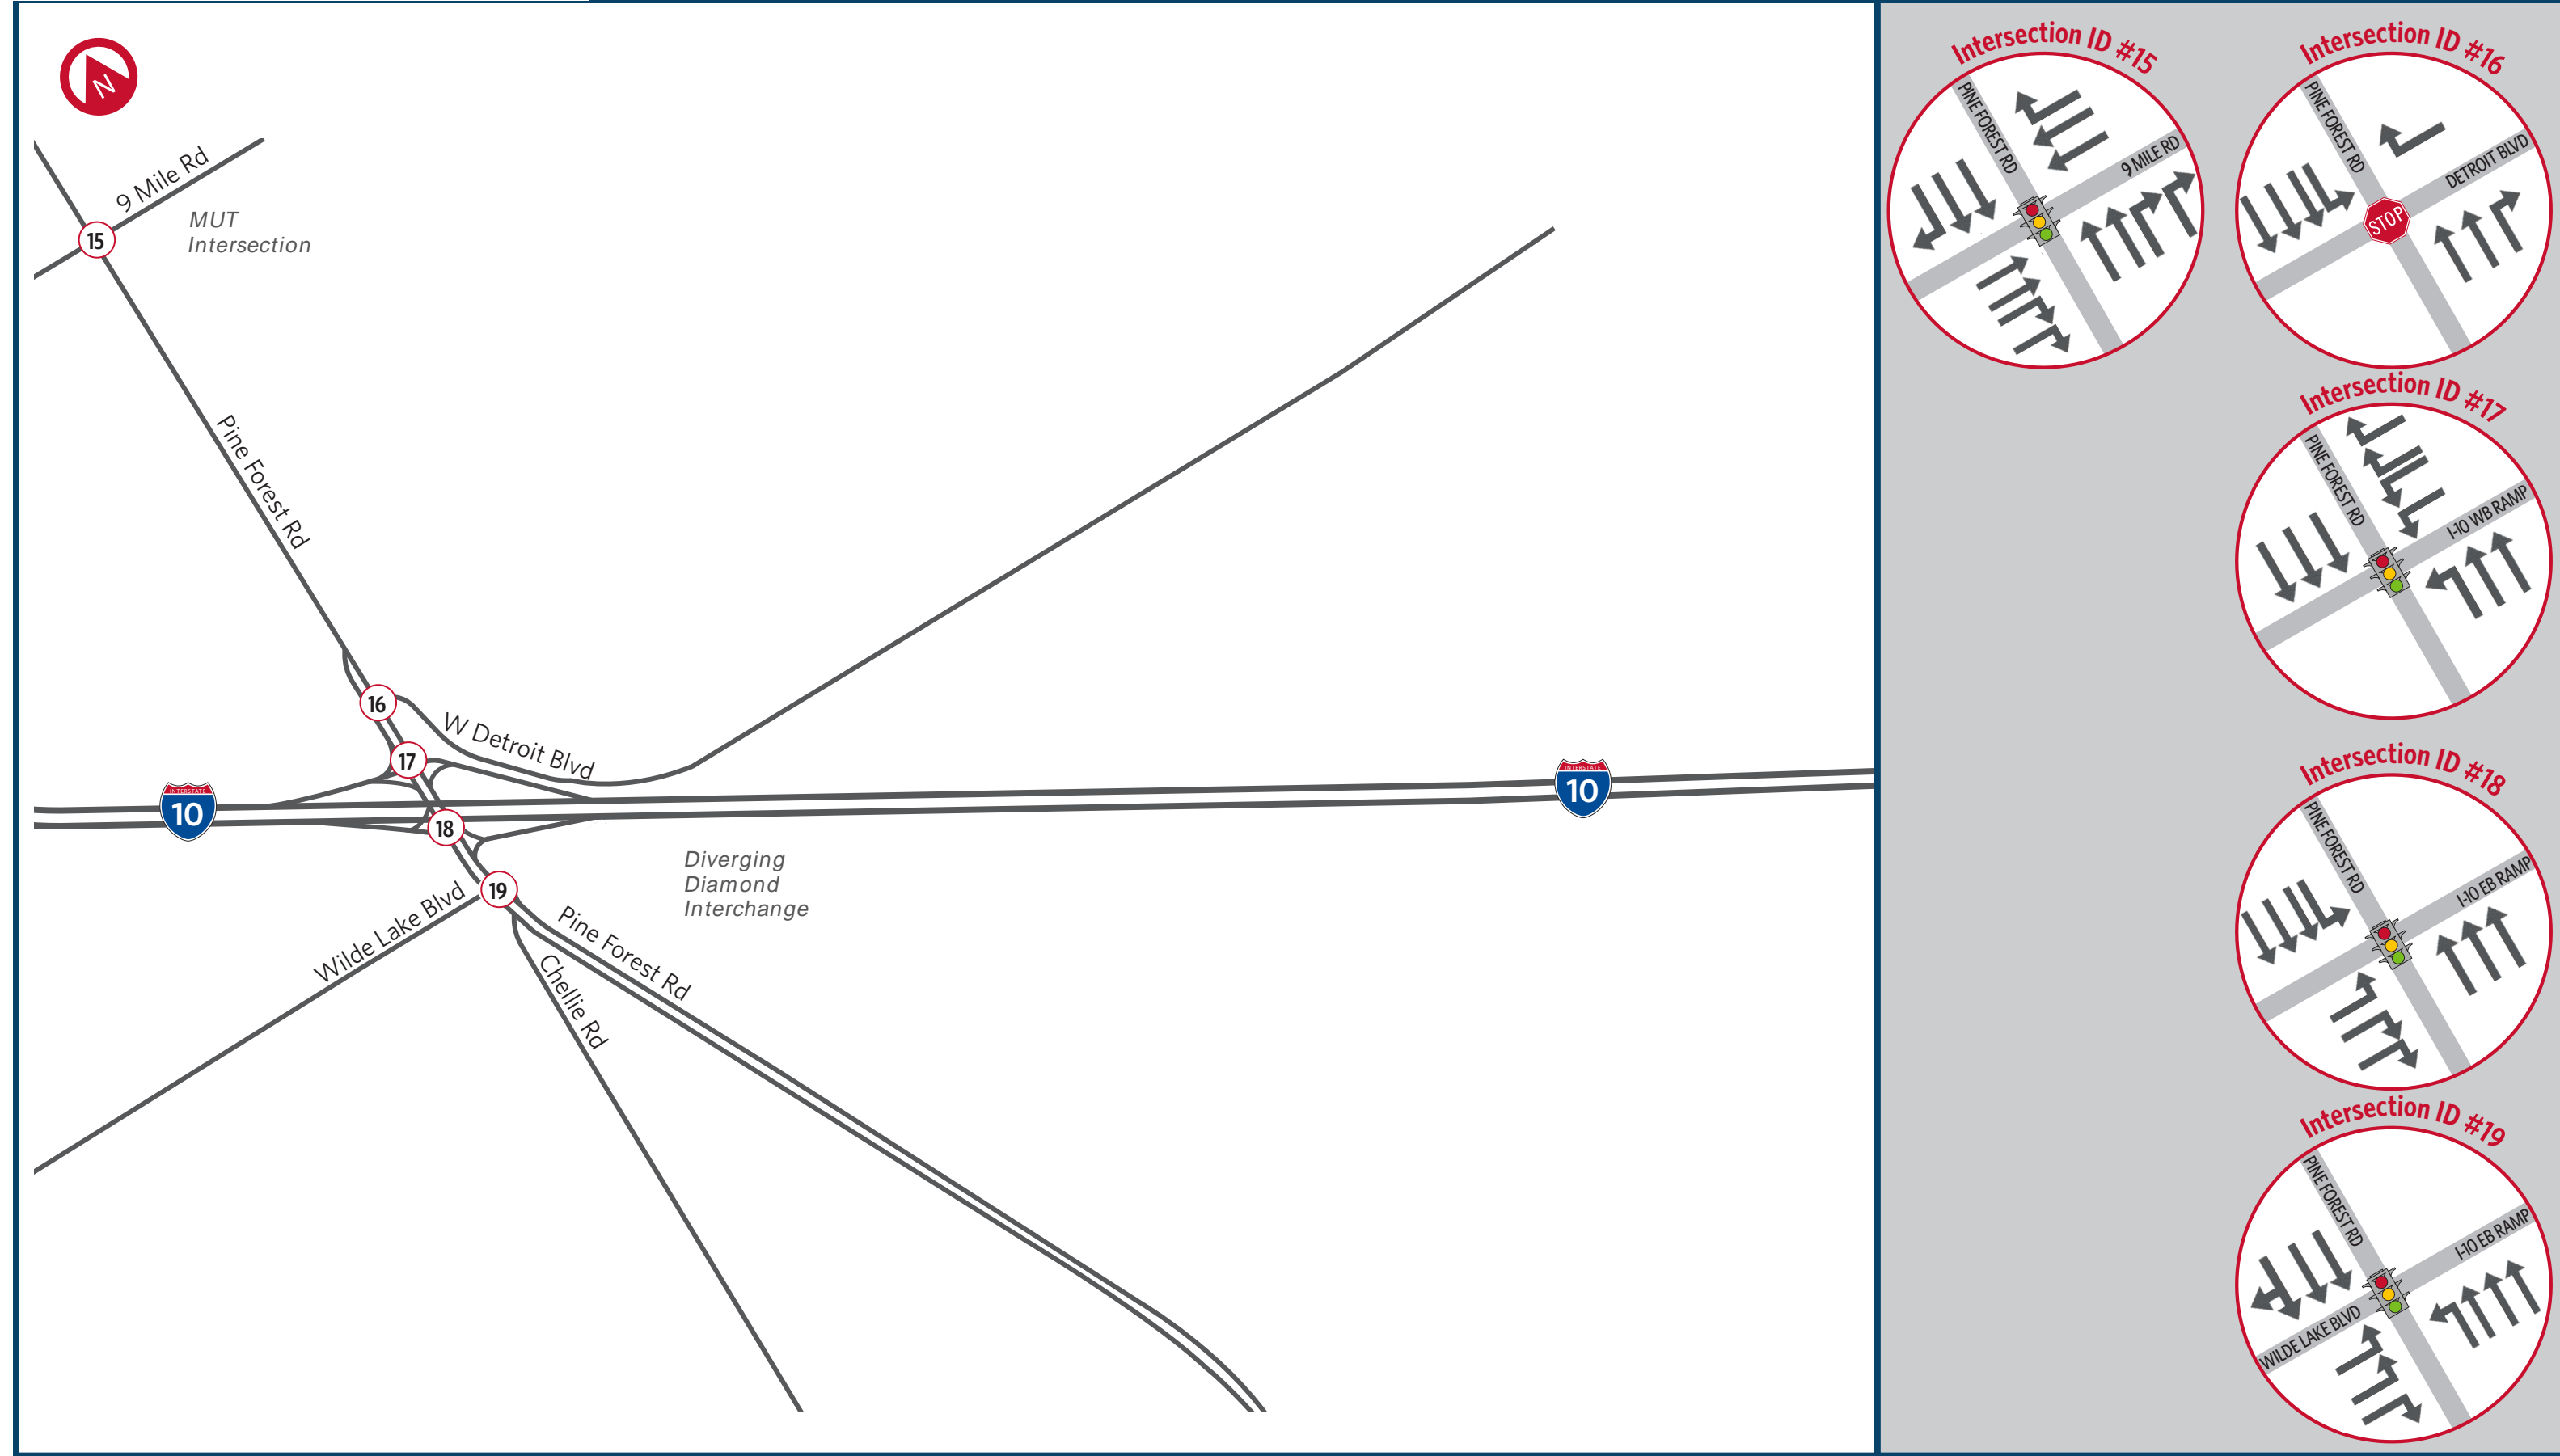 N
9 Mile Rd
MUT
Intersection
15
Pine Forest Rd
16
W Detroit Blvd
17
INTERSTATE
10
INTERSTATE
10
18
Diverging
Diamond
Interchange
19
Wilde Lake Blvd
Pine Forest Rd
Chellie Rd
Intersection ID #15
PINE FOREST RD
9 MILE RD
Intersection ID #16
PINE FOREST RD
DETROIT BLVD
STOP
Intersection ID #17
PINE FOREST RD
I-10 WB RAMP
Intersection ID #18
PINE FOREST RD
I-10 EB RAMP
Intersection ID #19
PINE FOREST RD
I-10 EB RAMP
WILDE LAKE BLVD